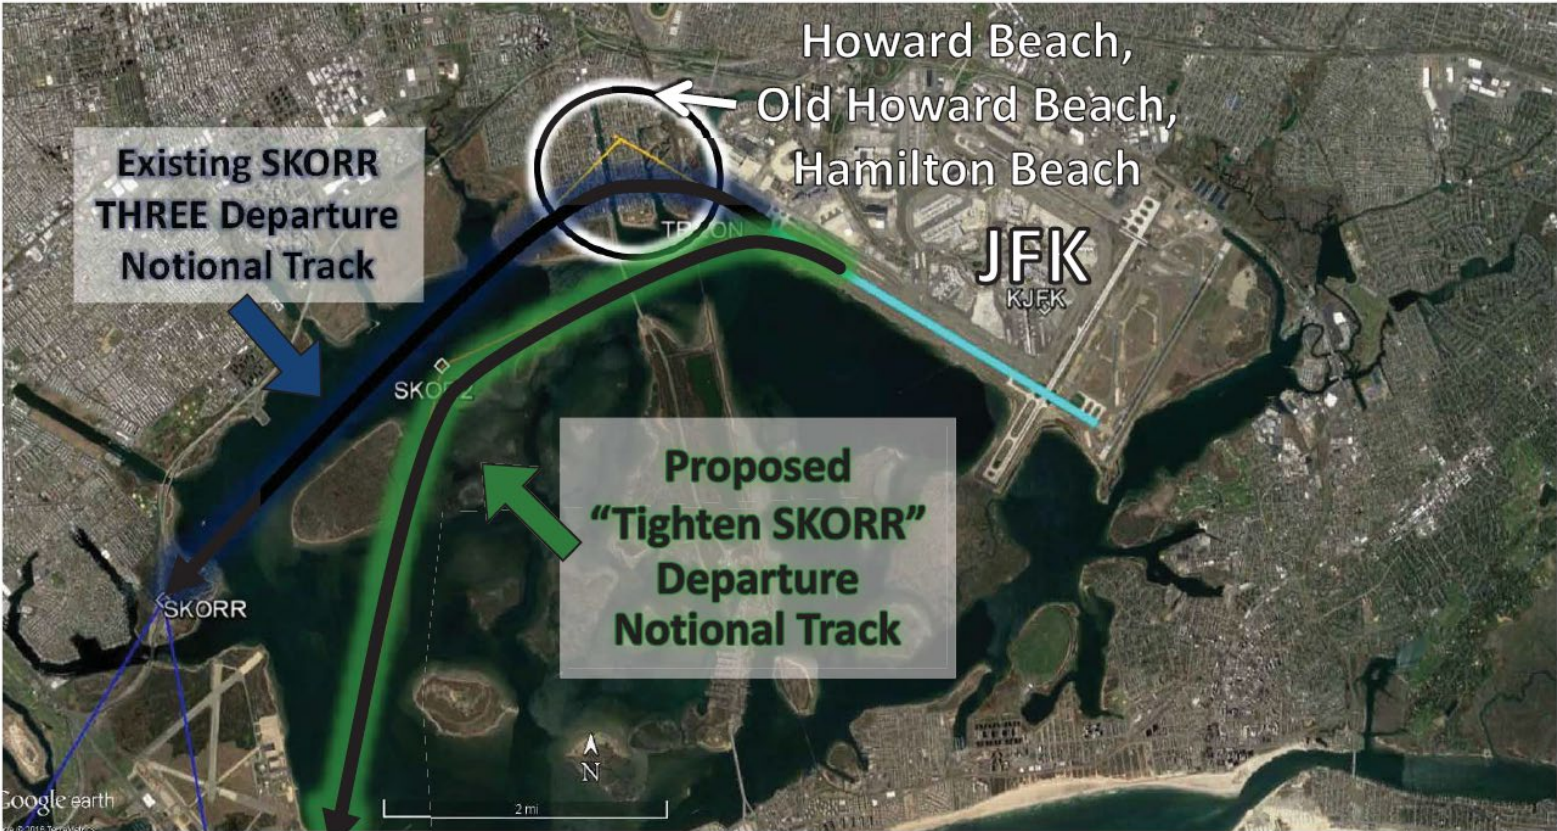 Howard Beach,
Old Howard Beach,
Hamilton Beach
Existing SKORR
THREE Departure
Notional Track
JFK
KJFK
Proposed
“Tighten SKORR”
Departure
Notional Track
SKORR
N
2 mi
Google earth